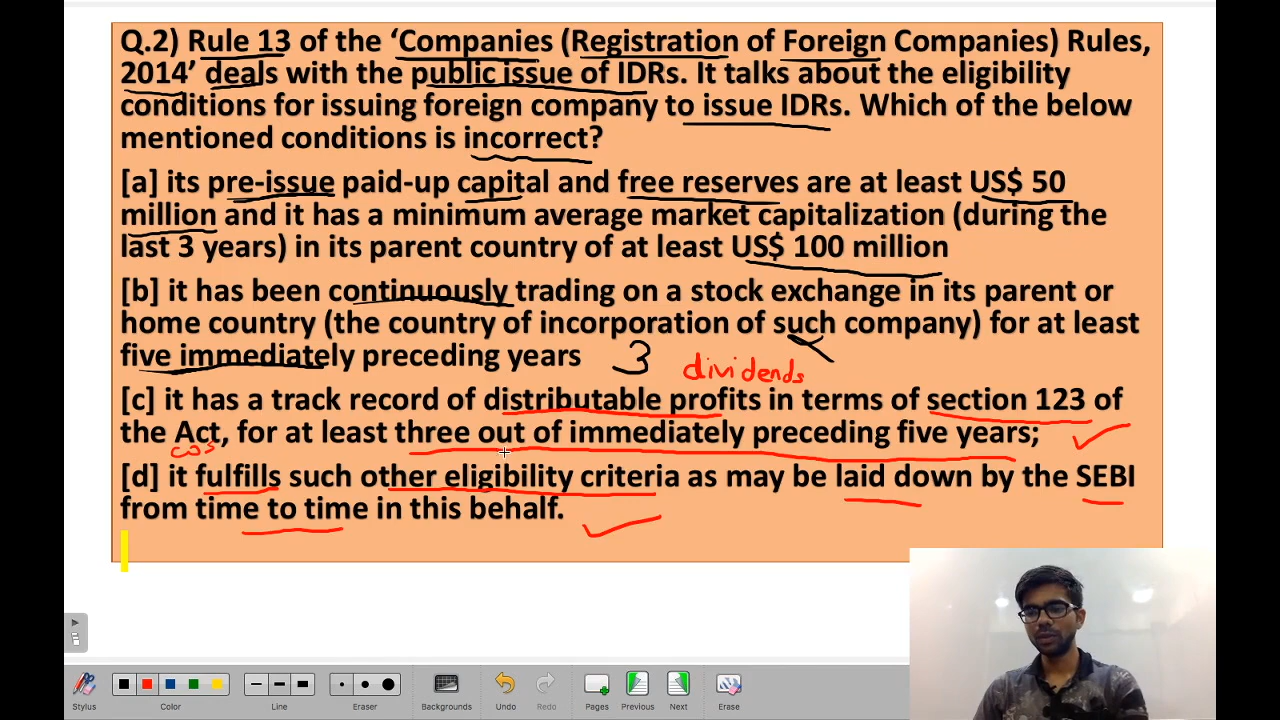 Q.2) Rule 13 of the ‘Companies (Registration of Foreign Companies) Rules,
2014’ deals with the public issue of IDRs. It talks about the eligibility
conditions for issuing foreign company to issue IDRs. Which of the below
mentioned conditions is incorrect?
[a] its pre-issue paid-up capital and free reserves are at least US$ 50
million and it has a minimum average market capitalization (during the
last 3 years) in its parent country of at least US$ 100 million
[b] it has been continuously trading on a stock exchange in its parent or
home country (the country of incorporation of such company) for at least
five immediately preceding years 3
dividends
[c] it has a track record of distributable profits in terms of section 123 of
the Act, for at least three out of immediately preceding five years;
cos
[d] it fulfills such other eligibility criteria as may be laid down by the SEBI
from time to time in this behalf.
Stylus Color Line Eraser Backgrounds Undo Redo Pages Previous Next Erase